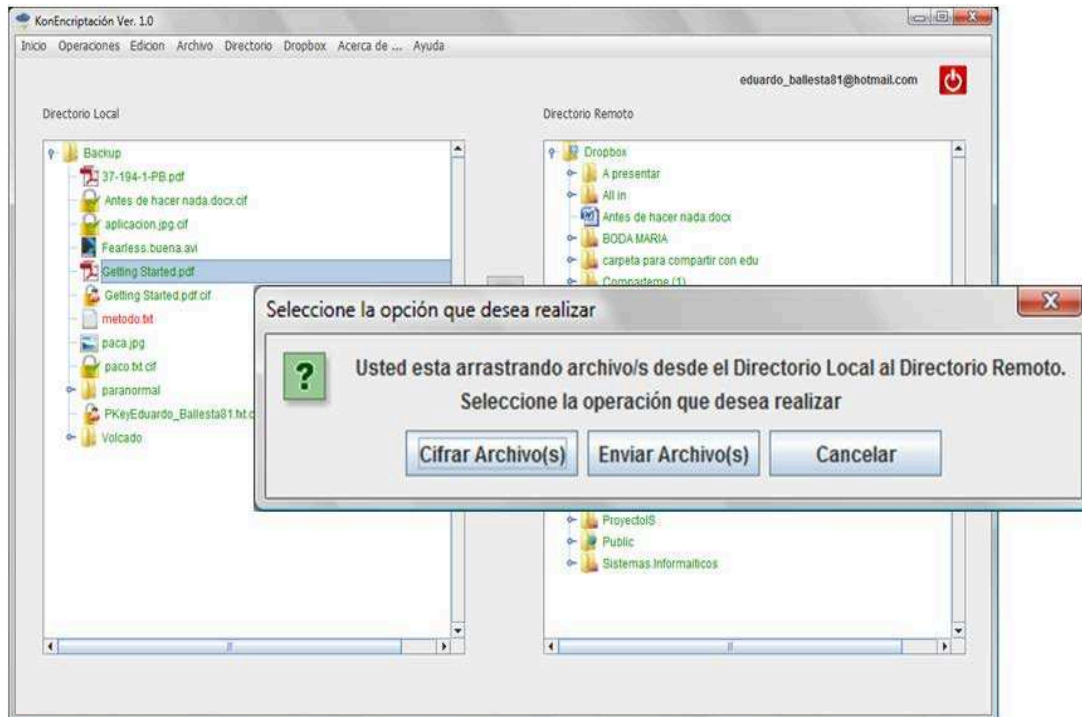 KonEncriptación Ver. 1.0
Inicio Operaciones Edicion Archivo Directorio Dropbox Acerca de ... Ayuda
eduardo_ballesta81@hotmail.com
Directorio Local
Backup
37-194-1-PB.pdf
Antes de hacer nada.docx.cif
aplicacion.jpg.cif
Fearless.buena.avi
Getting Started.pdf
Getting Started.pdf.cif
metodo.txt
paca.jpg
paco.txt.cif
paranormal
PKeyEduardo_Ballesta81.txt.c
Volcado
Directorio Remoto
Dropbox
A presentar
All in
Antes de hacer nada.docx
BODA MARIA
carpeta para compartir con edu
Comparteme (1)
ProyectoIS
Public
Sistemas Informaiticos
Seleccione la opción que desea realizar
Usted esta arrastrando archivo/s desde el Directorio Local al Directorio Remoto.
Seleccione la operación que desea realizar
Cifrar Archivo(s) Enviar Archivo(s) Cancelar